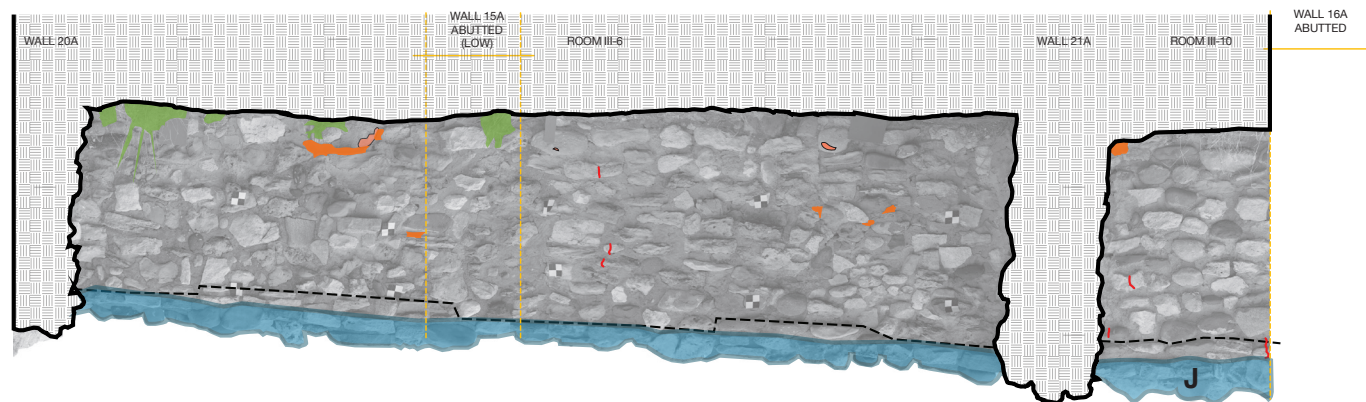 WALL 20A
WALL 15A
ABUTTED
(LOW)
ROOM III-6
WALL 21A
ROOM III-10
WALL 16A
ABUTTED
J